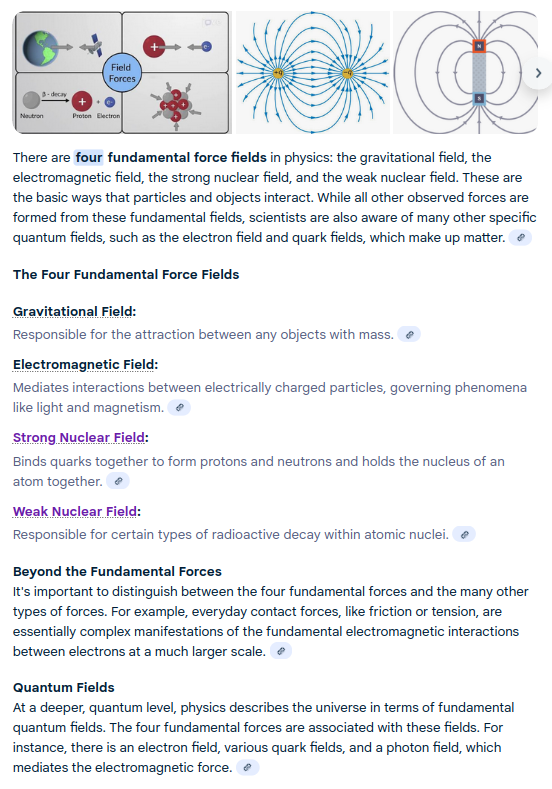 Field
Forces
β - decay
Neutron
Proton
Electron
+
-
+
-
+q
-q
N
There are four fundamental force fields in physics: the gravitational field, the
electromagnetic field, the strong nuclear field, and the weak nuclear field. These are
the basic ways that particles and objects interact. While all other observed forces are
formed from these fundamental fields, scientists are also aware of many other specific
quantum fields, such as the electron field and quark fields, which make up matter.
The Four Fundamental Force Fields
Gravitational Field:
Responsible for the attraction between any objects with mass.
Electromagnetic Field:
Mediates interactions between electrically charged particles, governing phenomena
like light and magnetism.
Strong Nuclear Field:
Binds quarks together to form protons and neutrons and holds the nucleus of an
atom together.
Weak Nuclear Field:
Responsible for certain types of radioactive decay within atomic nuclei.
Beyond the Fundamental Forces
It's important to distinguish between the four fundamental forces and the many other
types of forces. For example, everyday contact forces, like friction or tension, are
essentially complex manifestations of the fundamental electromagnetic interactions
between electrons at a much larger scale.
Quantum Fields
At a deeper, quantum level, physics describes the universe in terms of fundamental
quantum fields. The four fundamental forces are associated with these fields. For
instance, there is an electron field, various quark fields, and a photon field, which
mediates the electromagnetic force.